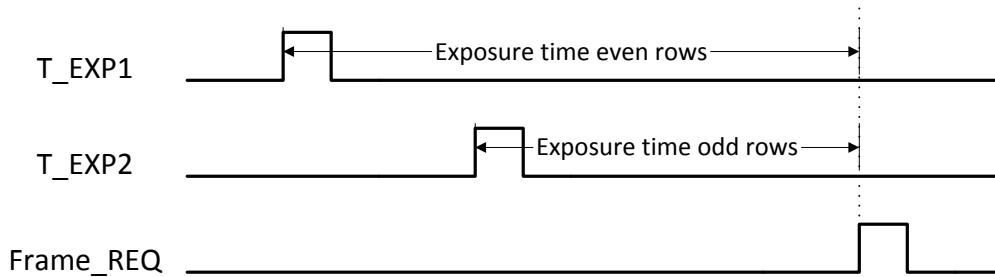 T_EXP1
Exposure time even rows
T_EXP2
Exposure time odd rows
Frame_REQ